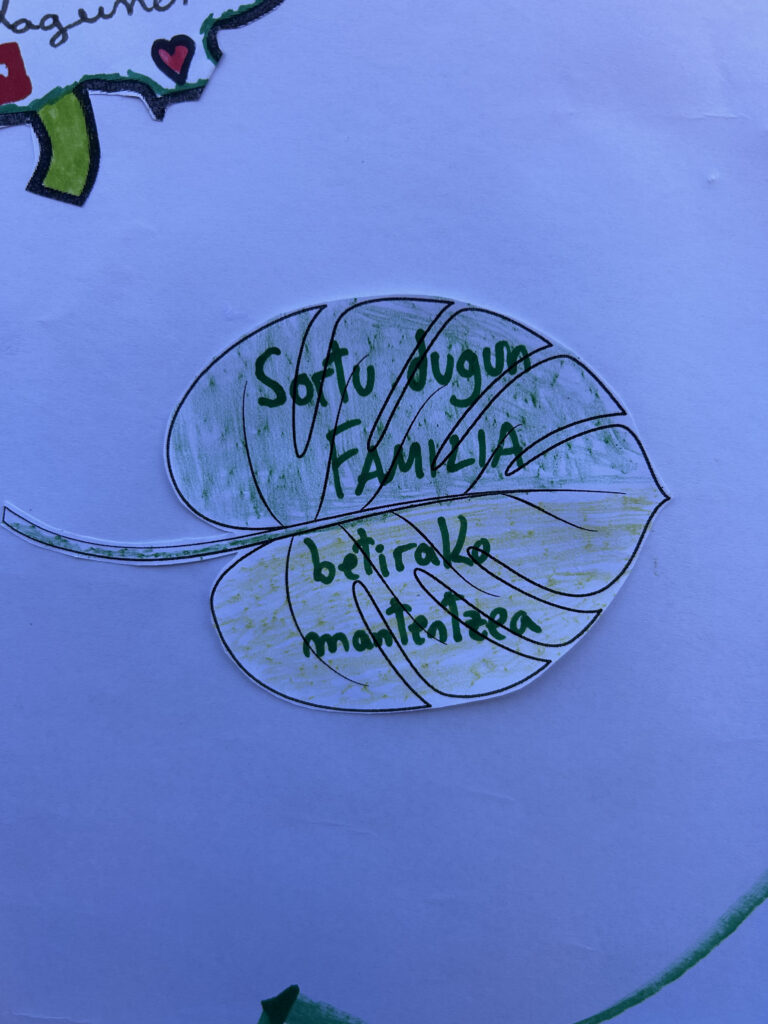 Sortu dugun
FAMILIA
betirako
mantentzea